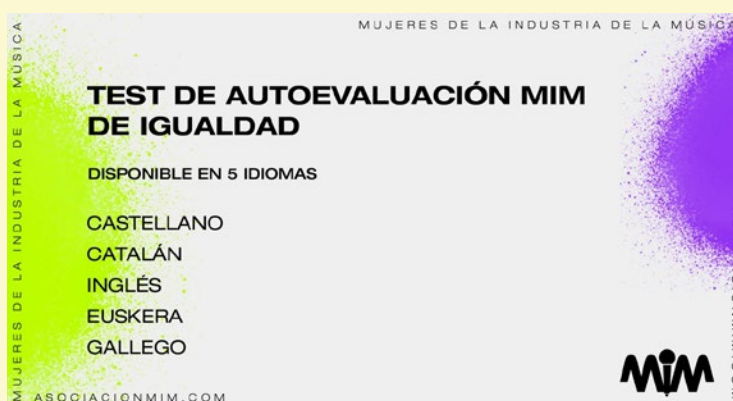 MUJERES DE LA INDUSTRIA DE LA MÚSICA
MUJERES DE LA INDUSTRIA DE LA MÚSICA
TEST DE AUTOEVALUACIÓN MIM
DE IGUALDAD
DISPONIBLE EN 5 IDIOMAS
CASTELLANO
CATALÁN
INGLÉS
EUSKERA
GALLEGO
MiM
ASOCIACIONMIM.COM